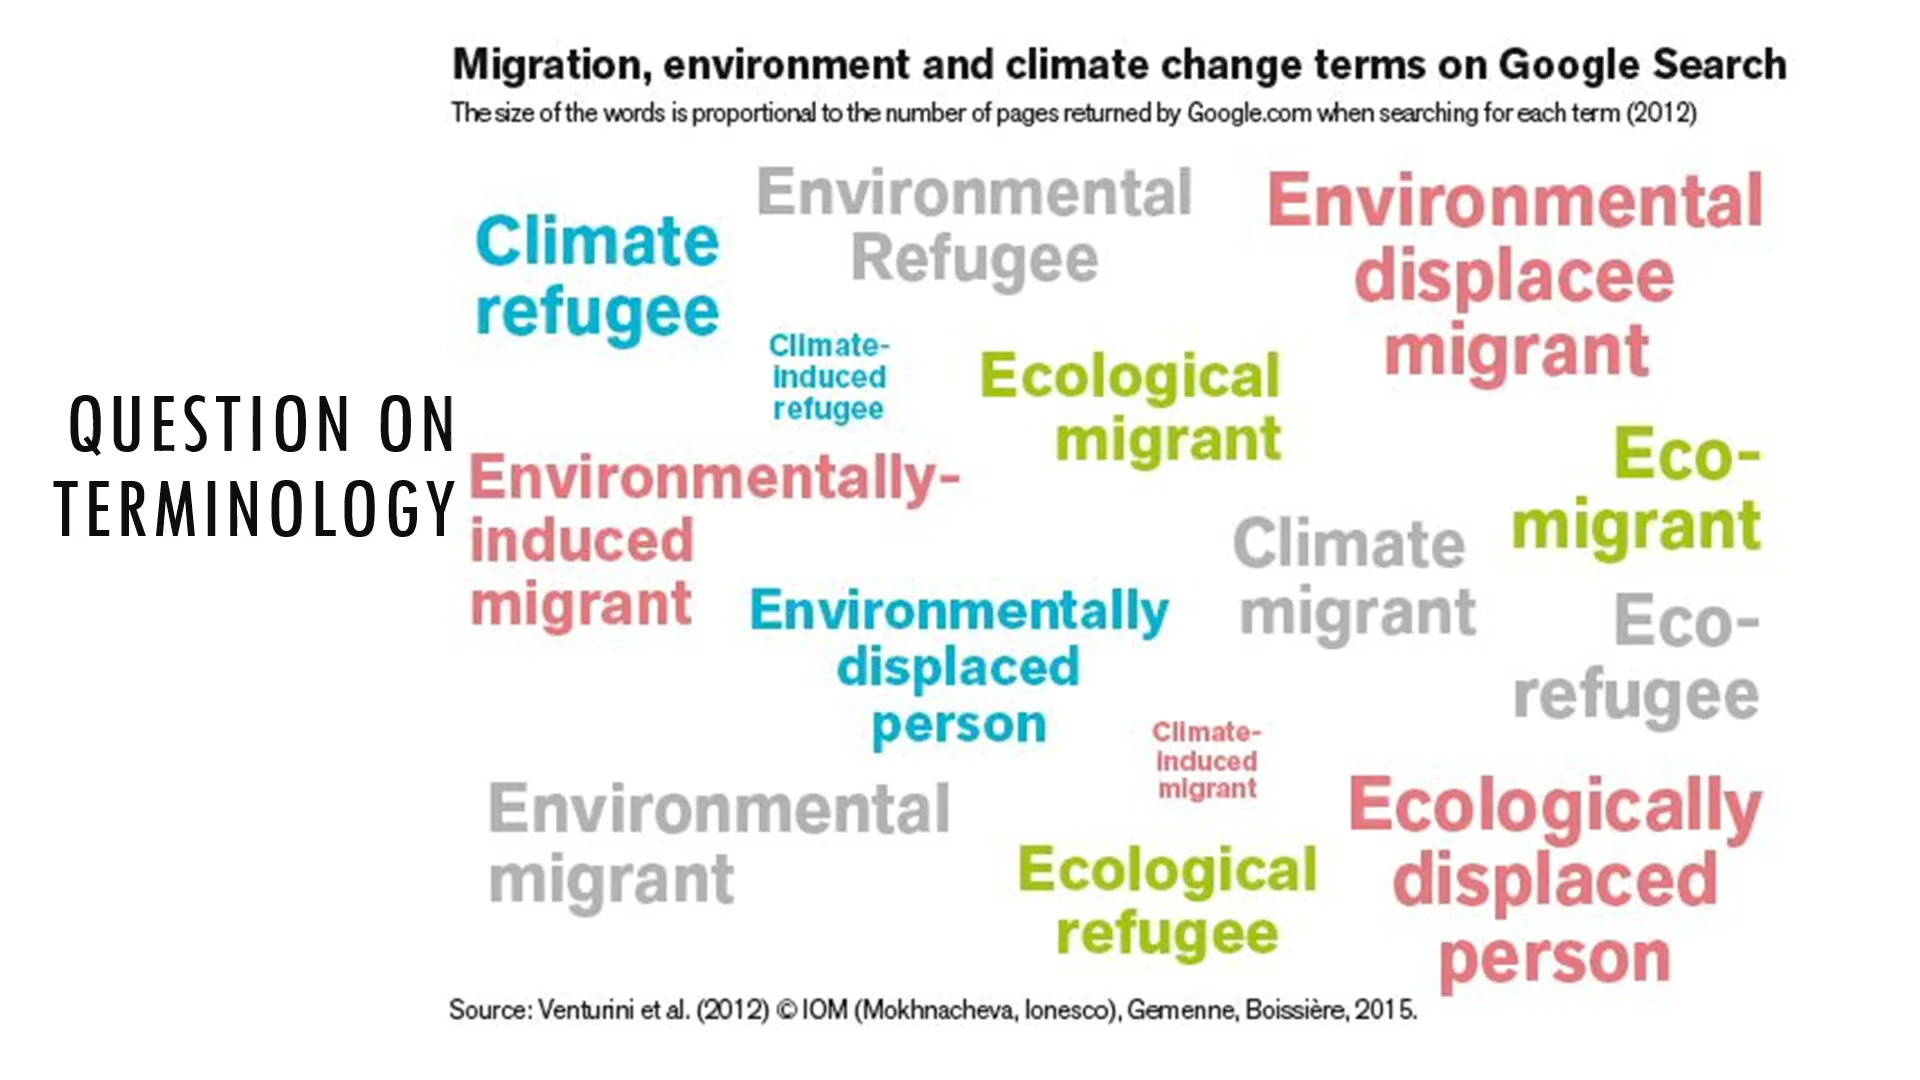 Migration, environment and climate change terms on Google Search
The size of the words is proportional to the number of pages returned by Google.com when searching for each term (2012)
QUESTION ON
TERMINOLOGY
Climate
refugee
Environmental
Refugee
Environmental
displacee
migrant
Climate-
induced
refugee
Ecological
migrant
Eco-
migrant
Environmentally-
induced
migrant
Climate
migrant
Environmentally
displaced
person
Eco-
refugee
Climate-
induced
migrant
Environmental
migrant
Ecological
refugee
Ecologically
displaced
person
Source: Venturini et al. (2012) © IOM (Mokhnacheva, Ionesco), Gemenne, Boissière, 2015.